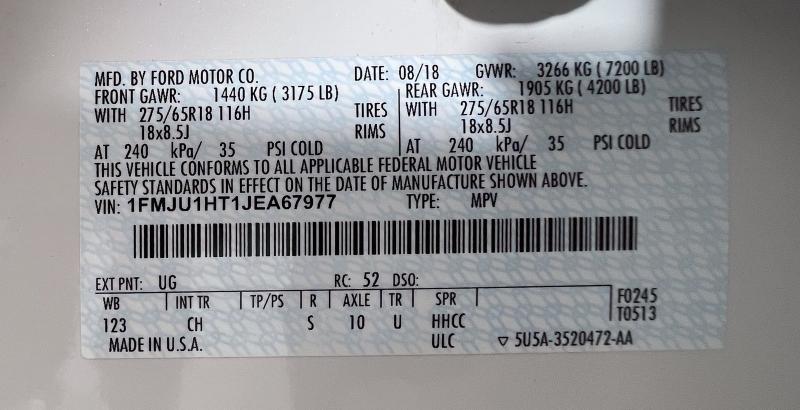 MFD. BY FORD MOTOR CO. DATE: 08/18 GVWR: 3266 KG ( 7200 LB)
FRONT GAWR: 1440 KG ( 3175 LB) REAR GAWR: 1905 KG ( 4200 LB)
WITH 275/65R18 116H TIRES WITH 275/65R18 116H TIRES
18x8.5J RIMS 18x8.5J RIMS
AT 240 kPa/ 35 PSI COLD AT 240 kPa/ 35 PSI COLD
THIS VEHICLE CONFORMS TO ALL APPLICABLE FEDERAL MOTOR VEHICLE
SAFETY STANDARDS IN EFFECT ON THE DATE OF MANUFACTURE SHOWN ABOVE.
VIN: 1FMJU1HT1JEA67977 TYPE: MPV
EXT PNT: UG RC: 52 DSO:
WB INT TR TP/PS R AXLE TR SPR F0245
123 CH S 10 U HHCC T0513
MADE IN U.S.A. ULC ▽ 5U5A-3520472-AA